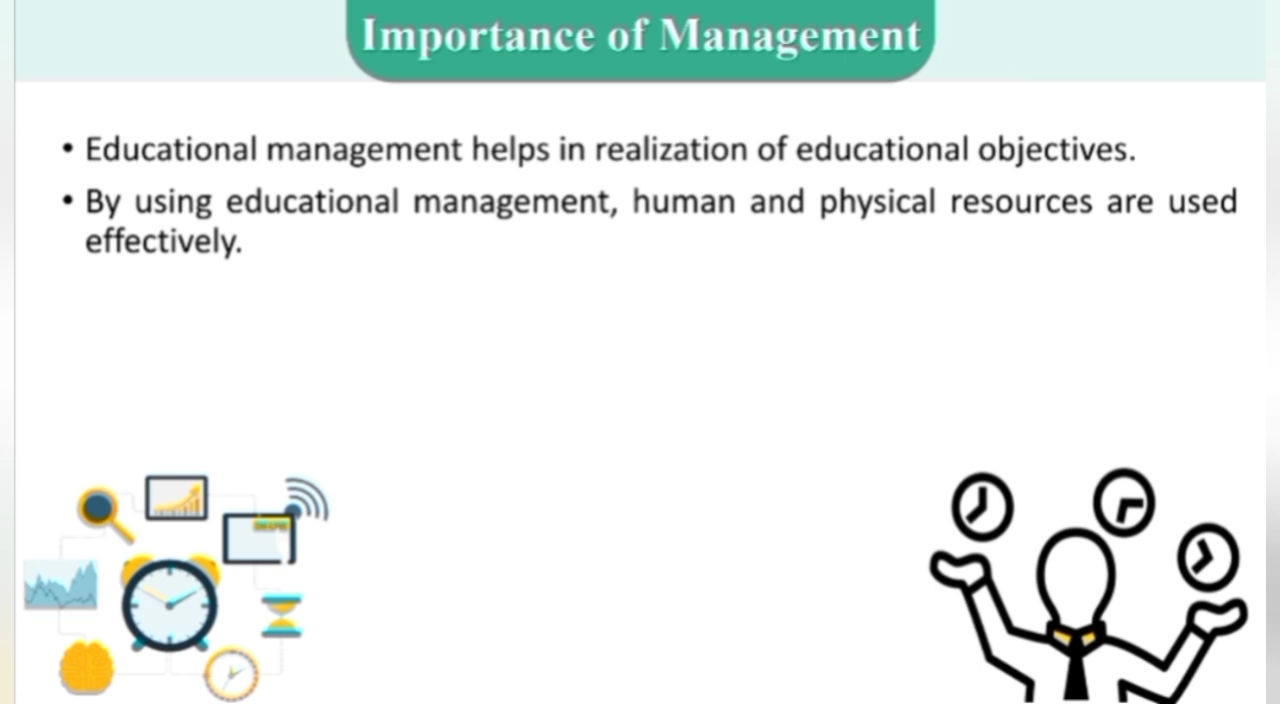 Importance of Management
• Educational management helps in realization of educational objectives.
• By using educational management, human and physical resources are used
effectively.